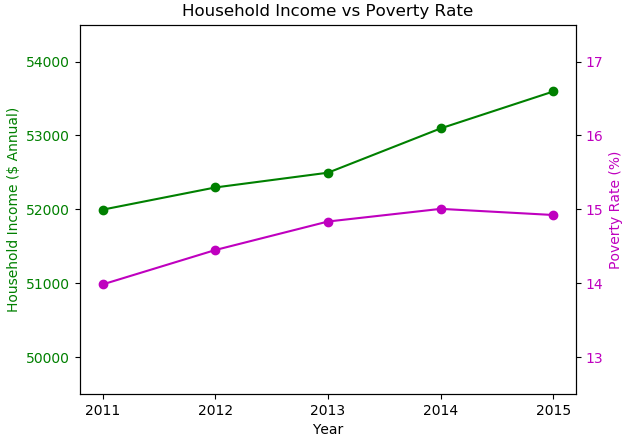 Household Income vs Poverty Rate
54000
53000
52000
51000
50000
Household Income ($ Annual)
17
16
15
14
13
Poverty Rate (%)
2011 2012 2013 2014 2015
Year